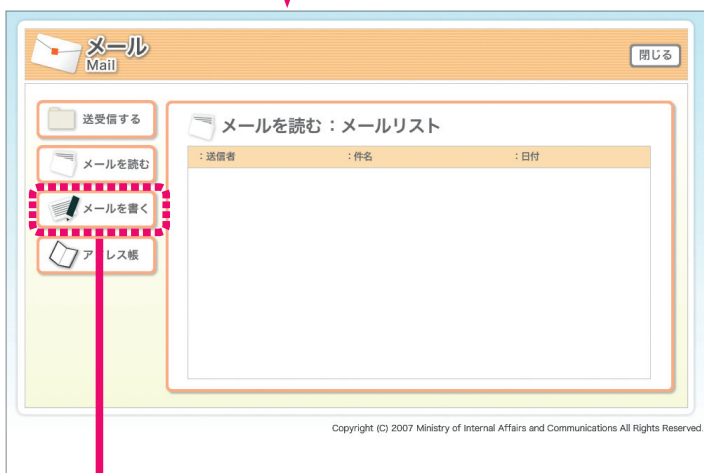 メール
Mail
閉じる
送受信する
メールを読む
メールを書く
アドレス帳
メールを読む：メールリスト
：送信者 ：件名 ：日付
Copyright (C) 2007 Ministry of Internal Affairs and Communications All Rights Reserved.